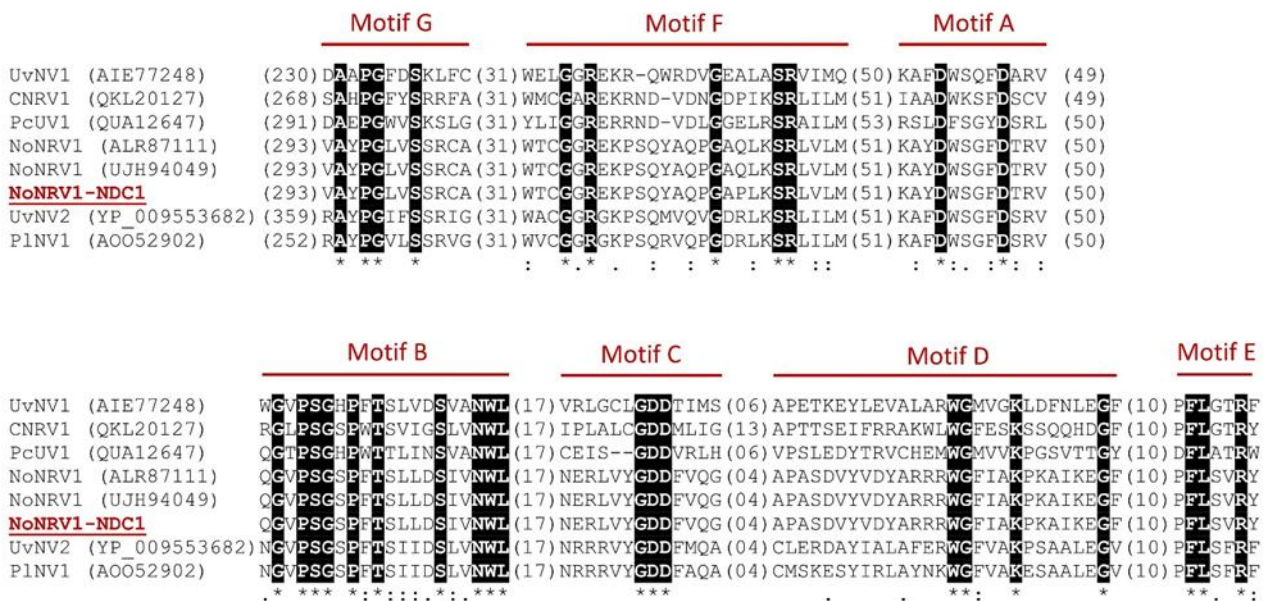 Motif G Motif F Motif A
UvNV1 (AIE77248) (230)DAAPGFDSKLFC(31)WELGGREKR-QWRDVGEALASRVIMQ(50)KAFDWSQFDARV (49)
CNRV1 (QKL20127) (268)SAHPGFYSRRFA(31)WMCGAREKRND-VDNGDPIKSRLILM(51)IAADWKSFDSCV (49)
PcUV1 (QUA12647) (291)DAEPGWVSKSLG(31)YLIGGRERRND-VDLGGELRSRAILM(53)RSLDFSGYDSRL (50)
NoNRV1 (ALR87111) (293)VAYPGLVSSRCA(31)WTCGGREKPSQYAQPGAQLKSRLVLM(51)KAYDWSGFDTRV (50)
NoNRV1 (UJH94049) (293)VAYPGLVSSRCA(31)WTCGGREKPSQYAQPGAQLKSRLVLM(51)KAYDWSGFDTRV (50)
NoNRV1-NDC1 (293)VAYPGLVSSRCA(31)WTCGGREKPSQYAQPGAPLKSRLVLM(51)KAYDWSGFDTRV (50)
UvNV2 (YP_009553682) (359)RAYPGIFSSRIG(31)WACGGRGKPSQMVQVGDRLKSRLILM(51)KAFDWSGFDSRV (50)
PlNV1 (AOO52902) (252)RAYPGVLSSRVG(31)WVCGGRGKPSQRVQPGDRLKSRLILM(51)KAFDWSGFDSRV (50)
* ** * : *.* . : : * : ** :: : *:. :*: :
Motif B Motif C Motif D Motif E
UvNV1 (AIE77248) WGVPSGHPFTSLVDSVANWL(17)VRLGCLGDDTIMS(06)APETKEYLEVALARWGMVGKLDFNLEGF(10)PFLGTRF
CNRV1 (QKL20127) RGLPSGMPWTSVIGSLVNWL(17)IPLALCGDDMLIG(13)APTTSEIFRRAKWLWGFESKSSQQHDGF(10)PFLGTRY
PcUV1 (QUA12647) QGTPSGHPWTTLINSVANWL(17)CEIS--GDDVRLH(06)VPSLEDYTRVCHEMWGMVVKPGSVTTGY(10)DFLATRW
NoNRV1 (ALR87111) QGVPSGSPFTSLLDSIVNWL(17)NERLVYGDDFVQG(04)APASDVYVDYARRRWGFIAKPKAIKEGF(10)PFLSVRY
NoNRV1 (UJH94049) QGVPSGSPFTSLLDSIVNWL(17)NERLVYGDDFVQG(04)APASDVYVDYARRRWGFIAKPKAIKEGF(10)PFLSVRY
NoNRV1-NDC1 QGVPSGSPFTSLLDSIVNWL(17)NERLVYGDDFVQG(04)APASDVYVDYARRRWGFIAKPKAIKEGF(10)PFLSVRY
UvNV2 (YP_009553682)NGVPSGSPFTSIIDSLVNWL(17)NRRRVYGDDFMQA(04)CLERDAYIALAFERWGFVAKPSAALEGV(10)PFLSFRF
PlNV1 (AOO52902) NGVPSGSPFTSIIDSLVNWL(17)NRRRVYGDDFAQA(04)CMSKESYIRLAYNKWGFVAKESAALEGV(10)PFLSFRF
.* *** *:*:::.*:.*** *** . . **: * * ** . *: